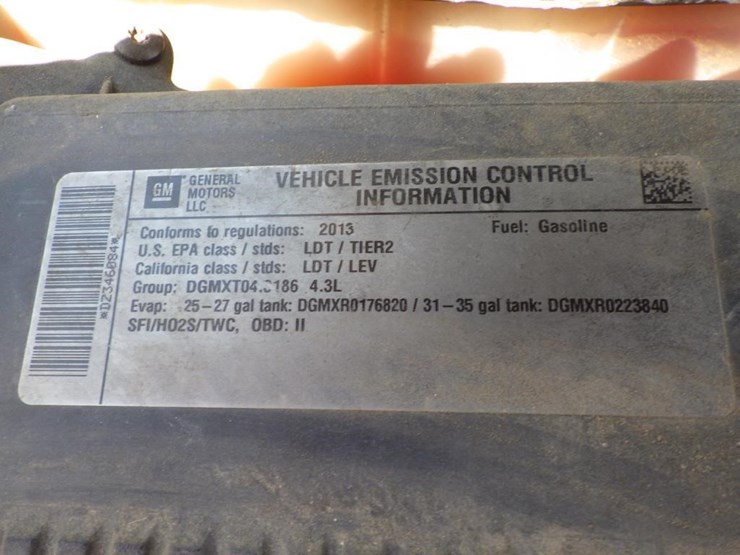 GM GENERAL MOTORS LLC
VEHICLE EMISSION CONTROL
INFORMATION
Conforms to regulations: 2013
Fuel: Gasoline
U.S. EPA class / stds: LDT / TIER2
California class / stds: LDT / LEV
Group: 4.3L
Evap: 25-27 gal tank: DGMXR0176820 / 31-35 gal tank: DGMXR0223840
SFI/HO2S/TWC, OBD: II
*D2346084*